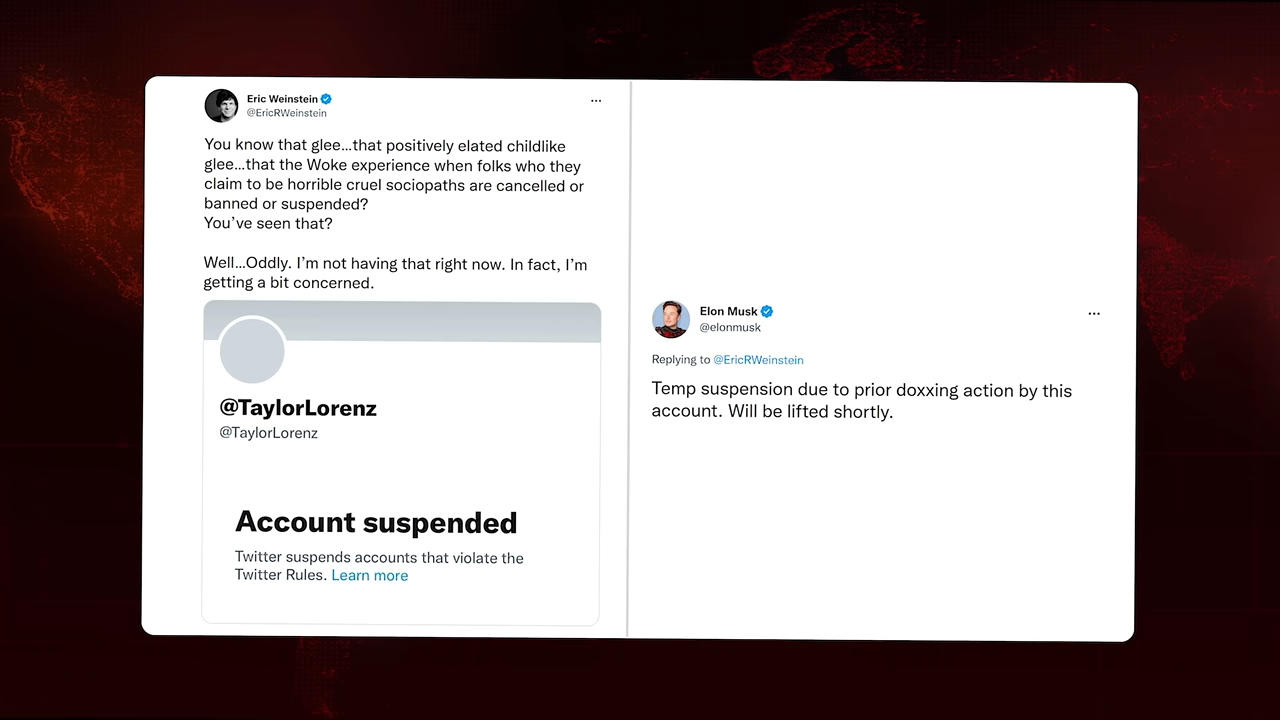 Eric Weinstein
@EricRWeinstein
You know that glee...that positively elated childlike
glee...that the Woke experience when folks who they
claim to be horrible cruel sociopaths are cancelled or
banned or suspended?
You've seen that?
Well...Oddly. I'm not having that right now. In fact, I'm
getting a bit concerned.
@TaylorLorenz
@TaylorLorenz
Account suspended
Twitter suspends accounts that violate the
Twitter Rules. Learn more
Elon Musk
@elonmusk
Replying to @EricRWeinstein
Temp suspension due to prior doxxing action by this
account. Will be lifted shortly.